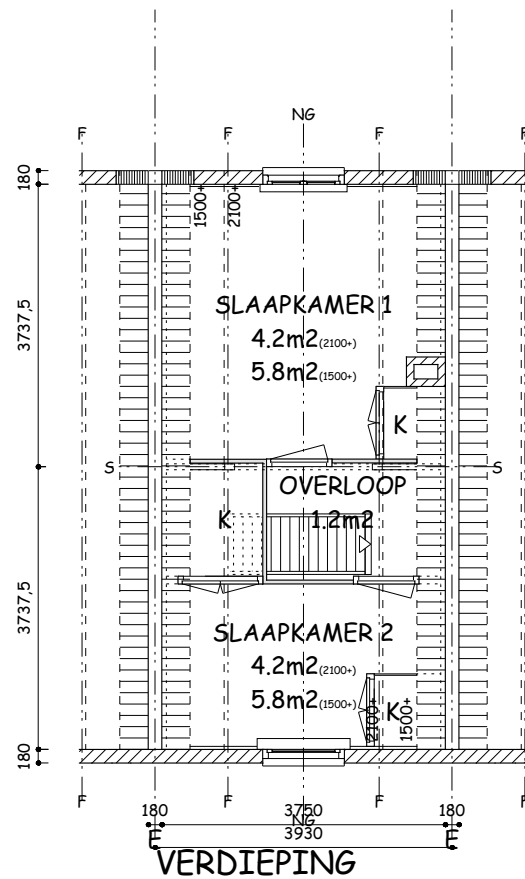 NG
F F F F
180
1500+
2100+
3737,5
SLAAPKAMER 1
4.2m2(2100+)
5.8m2(1500+)
K
S S
OVERLOOP
K 1.2m2
3737,5
SLAAPKAMER 2
4.2m2(2100+)
5.8m2(1500+)
K
2100+
1500+
180
F F F F
180 3750 180
NG
3930
E E
VERDIEPING